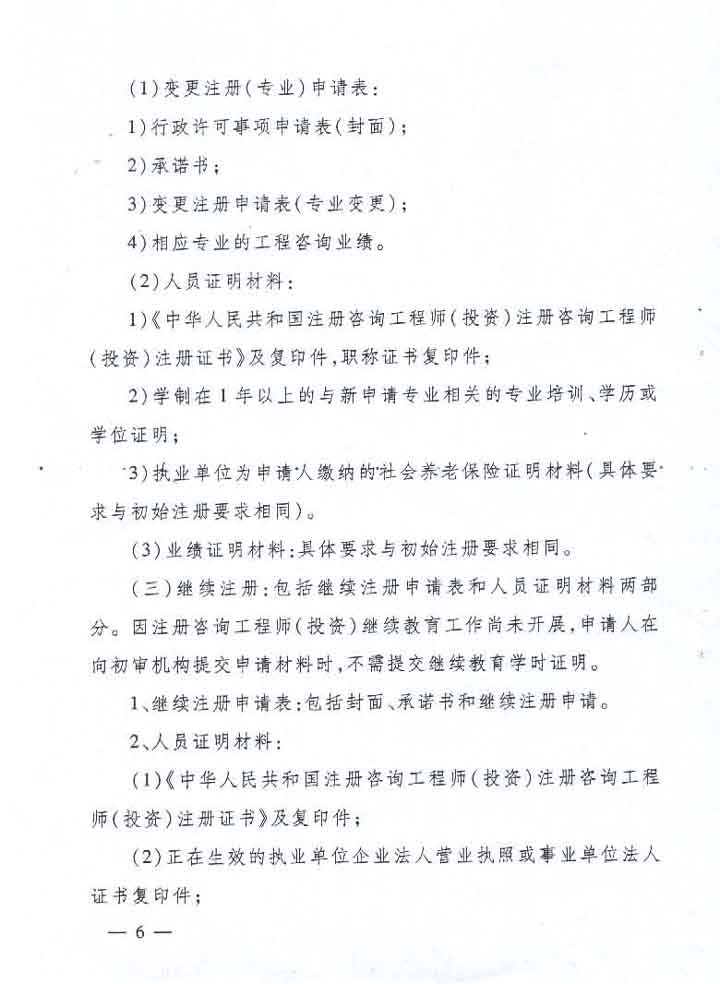 (1)变更注册(专业)申请表:
1)行政许可事项申请表(封面);
2)承诺书;
3)变更注册申请表(专业变更);
4)相应专业的工程咨询业绩。
(2)人员证明材料:
1)《中华人民共和国注册咨询工程师(投资)注册咨询工程师
(投资)注册证书》及复印件,职称证书复印件;
2)学制在1年以上的与新申请专业相关的专业培训、学历或
学位证明;
3)执业单位为申请人缴纳的社会养老保险证明材料(具体要
求与初始注册要求相同)。
(3)业绩证明材料:具体要求与初始注册要求相同。
(三)继续注册:包括继续注册申请表和人员证明材料两部
分。因注册咨询工程师(投资)继续教育工作尚未开展,申请人在
向初审机构提交申请材料时,不需提交继续教育学时证明。
1、继续注册申请表:包括封面、承诺书和继续注册申请。
2、人员证明材料:
(1)《中华人民共和国注册咨询工程师(投资)注册咨询工程
师(投资)注册证书》及复印件;
(2)正在生效的执业单位企业法人营业执照或事业单位法人
证书复印件;
— 6 —